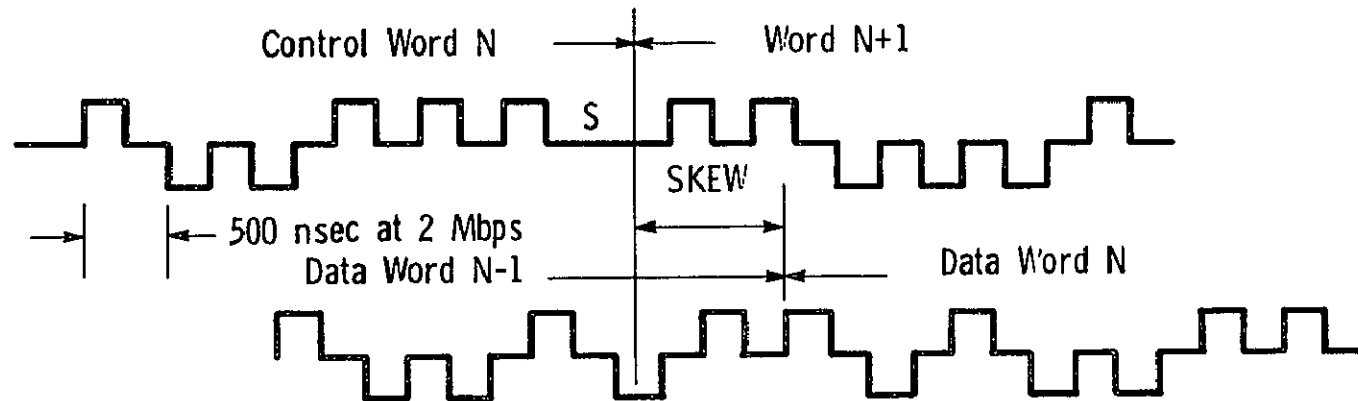 Control Word N
Word N+1
S
SKEW
500 nsec at 2 Mbps
Data Word N-1
Data Word N